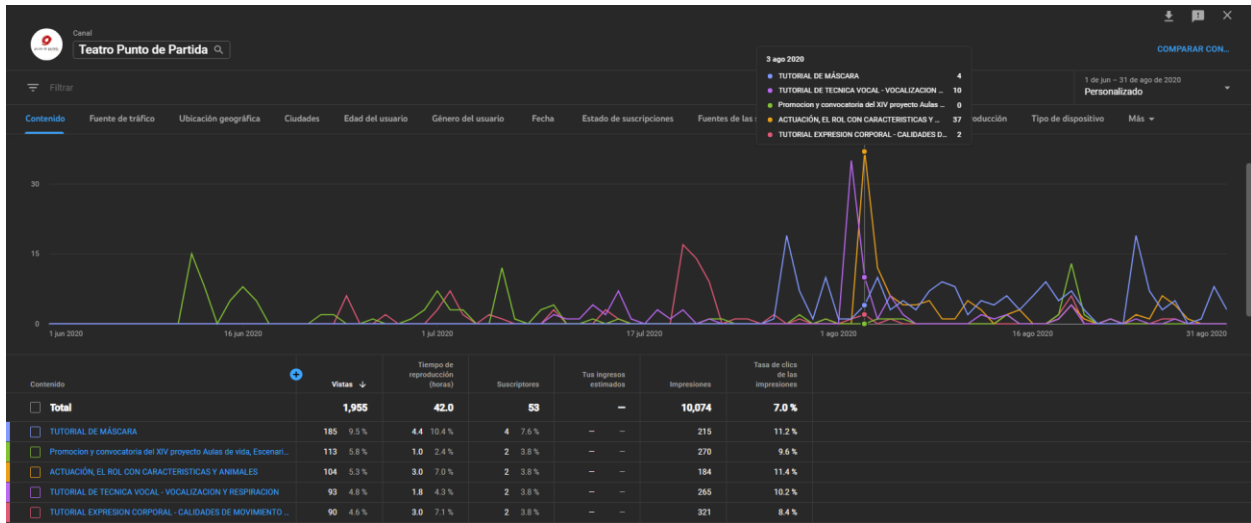 Canal
Teatro Punto de Partida
COMPARAR CON...
Filtrar
1 de jun – 31 de ago de 2020
Personalizado
3 ago 2020
TUTORIAL DE MÁSCARA 4
TUTORIAL DE TECNICA VOCAL - VOCALIZACION ... 10
Promocion y convocatoria del XIV proyecto Aulas ... 0
ACTUACIÓN, EL ROL CON CARACTERISTICAS Y ... 37
TUTORIAL EXPRESION CORPORAL - CALIDADES D... 2
Contenido Fuente de tráfico Ubicación geográfica Ciudades Edad del usuario Género del usuario Fecha Estado de suscripciones Fuentes de las s oducción Tipo de dispositivo Más
30
15
0
1 jun 2020 16 jun 2020 1 jul 2020 17 jul 2020 1 ago 2020 16 ago 2020 31 ago 2020
Contenido Vistas ↓ Tiempo de reproducción (horas) Suscriptores Tus ingresos estimados Impresiones Tasa de clics de las impresiones
Total 1,955 42.0 53 – 10,074 7.0 %
TUTORIAL DE MÁSCARA 185 9.5 % 4.4 10.4 % 4 7.6 % – – 215 11.2 %
Promocion y convocatoria del XIV proyecto Aulas de vida, Escenari... 113 5.8 % 1.0 2.4 % 2 3.8 % – – 270 9.6 %
ACTUACIÓN, EL ROL CON CARACTERISTICAS Y ANIMALES 104 5.3 % 3.0 7.0 % 2 3.8 % – – 184 11.4 %
TUTORIAL DE TECNICA VOCAL - VOCALIZACION Y RESPIRACION 93 4.8 % 1.8 4.3 % 2 3.8 % – – 265 10.2 %
TUTORIAL EXPRESION CORPORAL - CALIDADES DE MOVIMIENTO ... 90 4.6 % 3.0 7.1 % 2 3.8 % – – 321 8.4 %